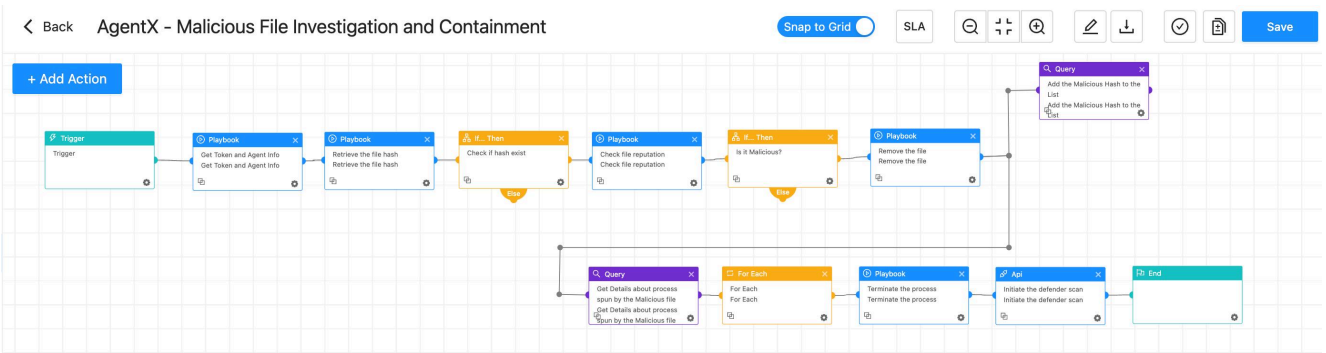 Back
AgentX - Malicious File Investigation and Containment
Snap to Grid
SLA
Save
+ Add Action
Query
Add the Malicious Hash to the
List
Add the Malicious Hash to the
List
Trigger
Trigger
Playbook
Get Token and Agent info
Get Token and Agent Info
Playbook
Retrieve the file hash
Retrieve the file hash
If... Then
Check if hash exist
Else
Playbook
Check file reputation
Check file reputation
If... Then
Is it Malicious?
Else
Playbook
Remove the file
Remove the file
Query
Get Details about process
spun by the Malicious file
Get Details about process
spun by the Malicious file
For Each
For Each
For Each
Playbook
Terminate the process
Terminate the process
Api
Initiate the defender scan
Initiate the defender scan
End